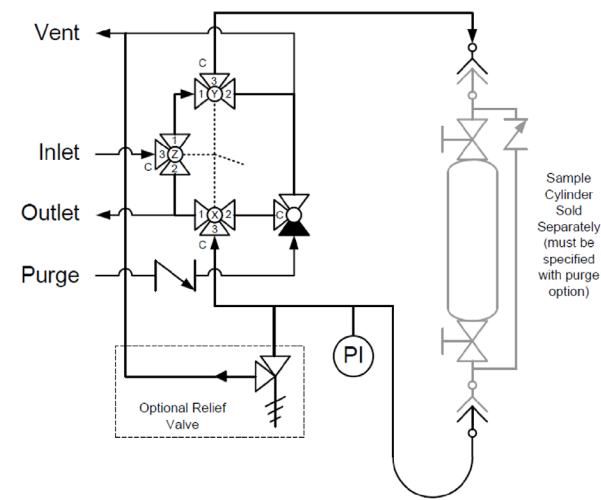 Vent
C
3
1 Y 2
1
Inlet
3 Z
C
2
Outlet
1 X 2
C
3
C
Purge
PI
Optional Relief
Valve
Sample
Cylinder
Sold
Separately
(must be
specified
with purge
option)